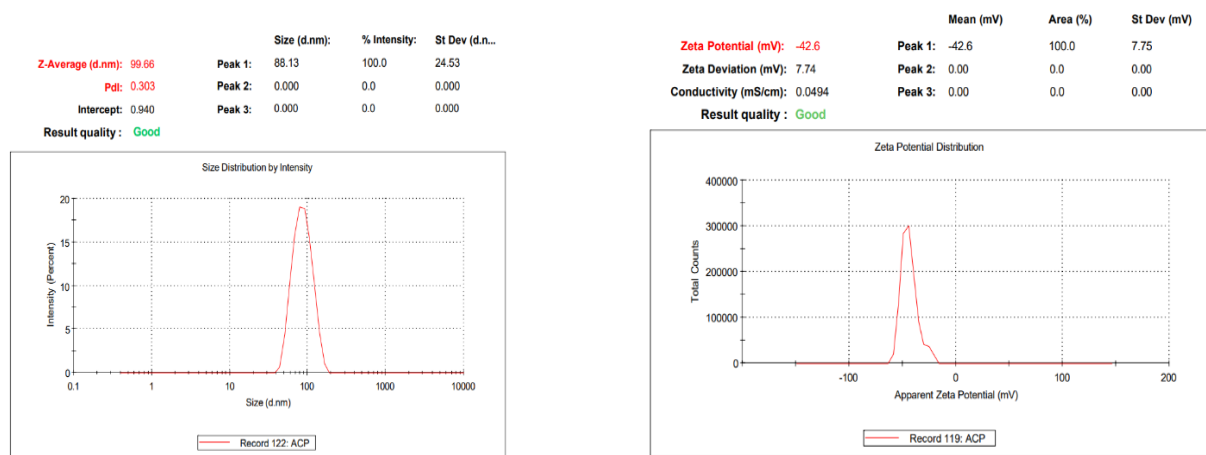 Size (d.nm): % Intensity: St Dev (d.n...
Z-Average (d.nm): 99.66 Peak 1: 88.13 100.0 24.53
PdI: 0.303 Peak 2: 0.000 0.0 0.000
Intercept: 0.940 Peak 3: 0.000 0.0 0.000
Result quality : Good
Size Distribution by Intensity
Intensity (Percent)
20
15
10
5
0
0.1 1 10 100 1000 10000
Size (d.nm)
Record 122: ACP
Mean (mV) Area (%) St Dev (mV)
Zeta Potential (mV): -42.6 Peak 1: -42.6 100.0 7.75
Zeta Deviation (mV): 7.74 Peak 2: 0.00 0.0 0.00
Conductivity (mS/cm): 0.0494 Peak 3: 0.00 0.0 0.00
Result quality : Good
Zeta Potential Distribution
Total Counts
400000
300000
200000
100000
0
-100 0 100 200
Apparent Zeta Potential (mV)
Record 119: ACP